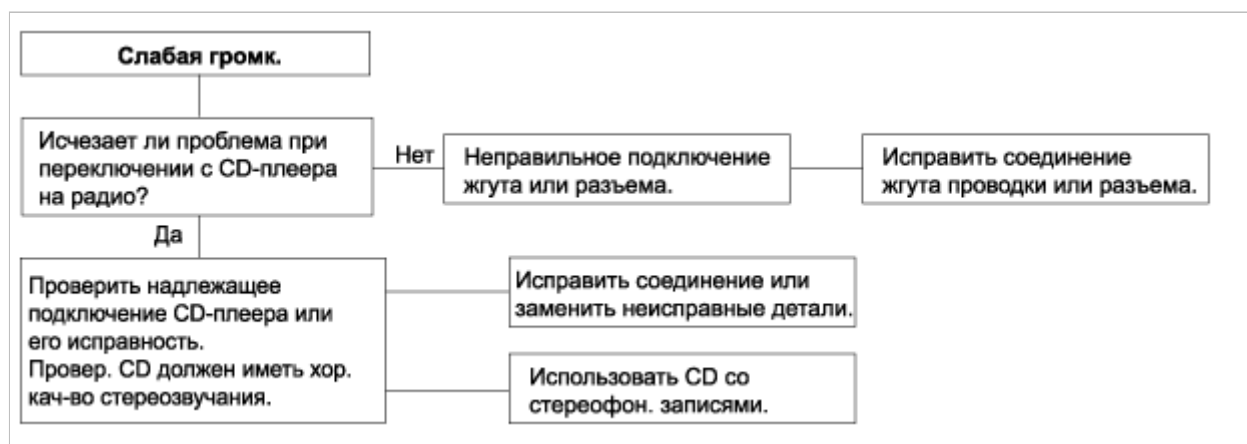 Слабая громк.
Исчезает ли проблема при
переключении с CD-плеера
на радио?
Нет
Неправильное подключение
жгута или разъема.
Исправить соединение
жгута проводки или разъема.
Да
Проверить надлежащее
подключение CD-плеера или
его исправность.
Провер. CD должен иметь хор.
кач-во стереозвучания.
Исправить соединение или
заменить неисправные детали.
Использовать CD со
стереофон. записями.